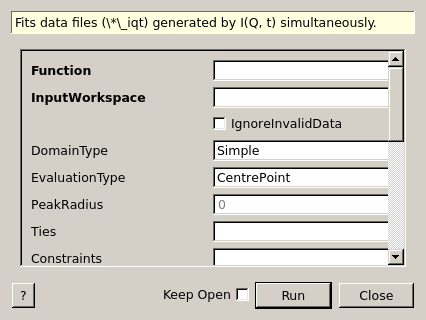 Fits data files (\*\_iqt) generated by I(Q, t) simultaneously.
Function
InputWorkspace
IgnoreInvalidData
DomainType Simple
EvaluationType CentrePoint
PeakRadius 0
Ties
Constraints
? Keep Open Run Close